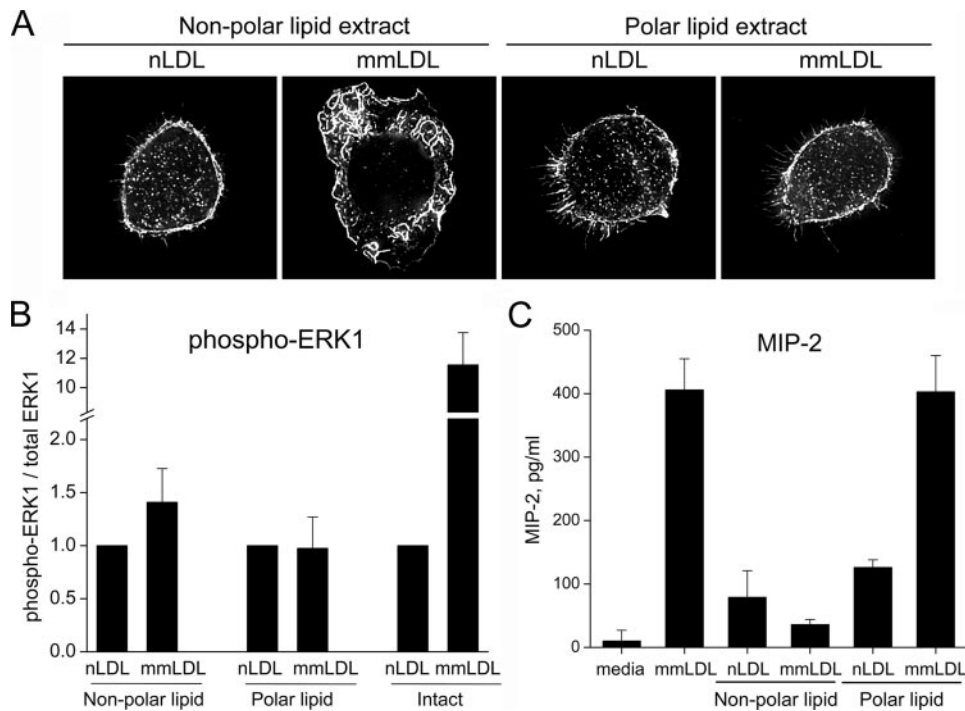 A
Non-polar lipid extract
Polar lipid extract
nLDL mmLDL nLDL mmLDL
B
phospho-ERK1
phospho-ERK1 / total ERK1
14
12
10
2.0
1.5
1.0
0.5
0.0
nLDL mmLDL nLDL mmLDL nLDL mmLDL
Non-polar lipid Polar lipid Intact
C
MIP-2
MIP-2, pg/ml
500
400
300
200
100
0
media mmLDL nLDL mmLDL nLDL mmLDL
Non-polar lipid Polar lipid